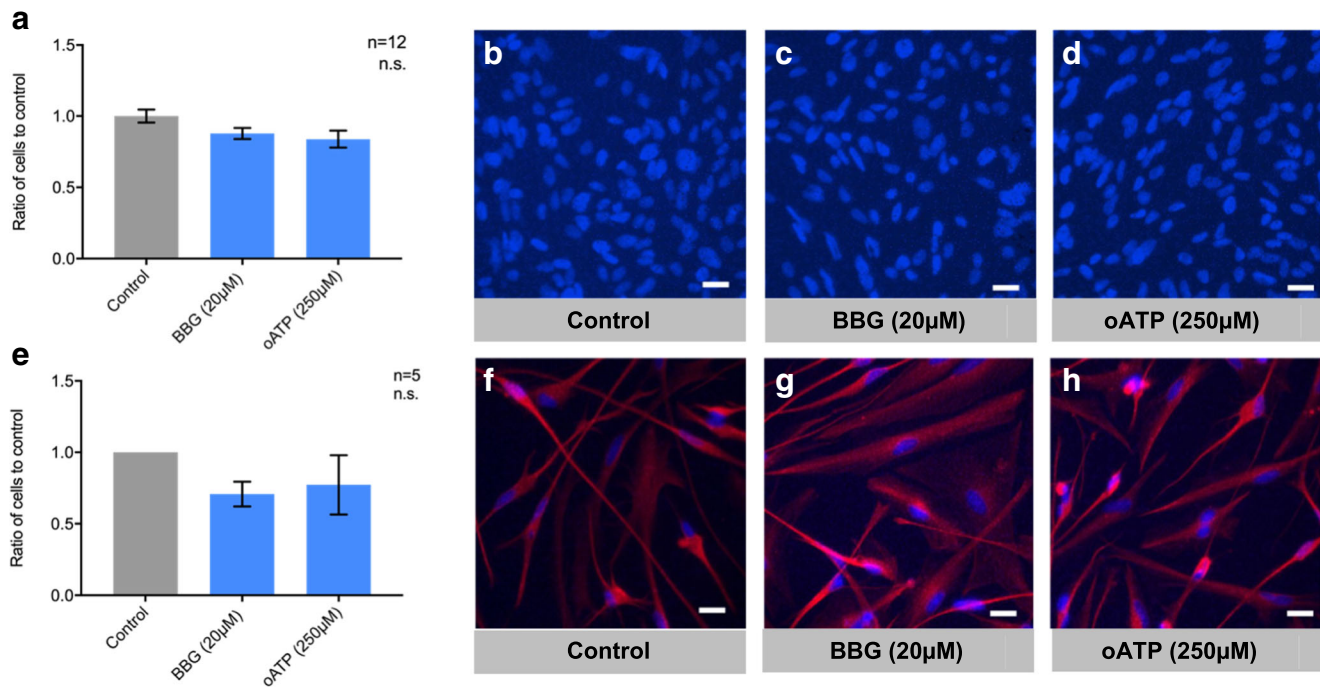 a
n=12
n.s.
1.5
1.0
0.5
0.0
Ratio of cells to control
Control
BBG (20μM)
oATP (250μM)
b
Control
c
BBG (20μM)
d
oATP (250μM)
e
n=5
n.s.
1.5
1.0
0.5
0.0
Ratio of cells to control
Control
BBG (20μM)
oATP (250μM)
f
Control
g
BBG (20μM)
h
oATP (250μM)